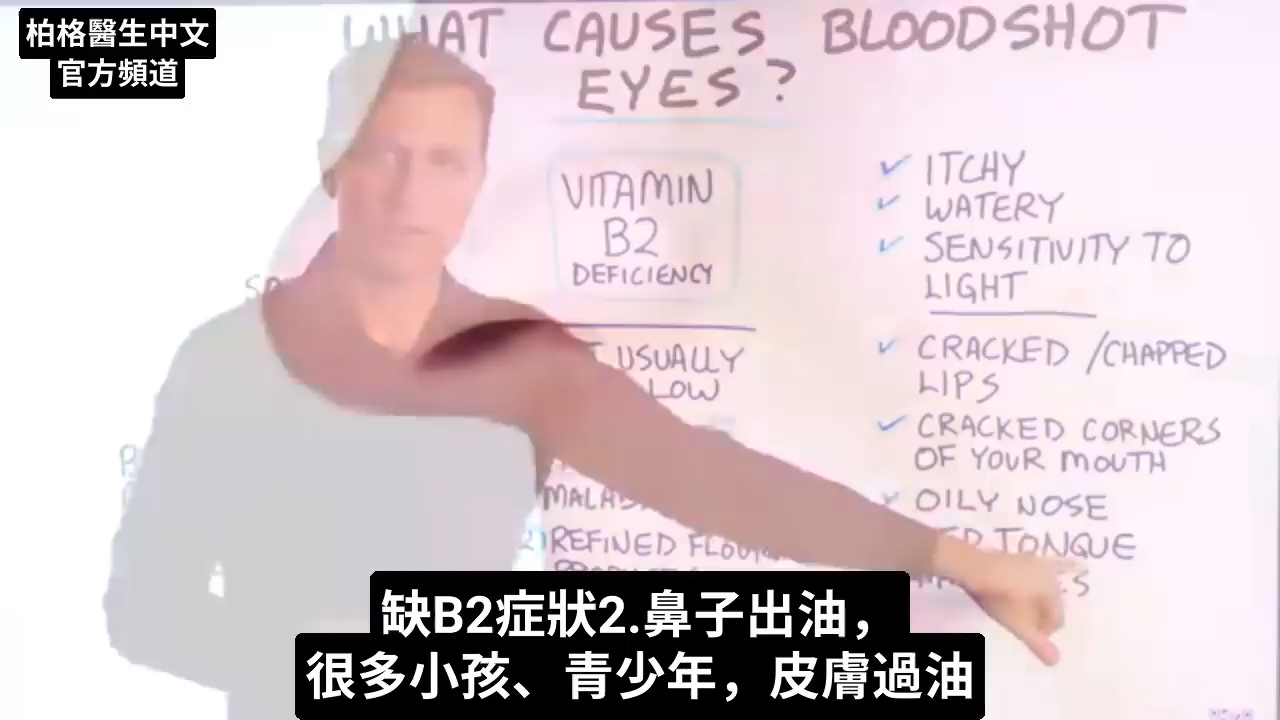 柏格醫生中文
官方頻道
WHAT CAUSES BLOODSHOT
EYES?
VITAMIN
B2
DEFICIENCY
USUALLY
LOW
2) REFINED FLOUR
✓ ITCHY
✓ WATERY
✓ SENSITIVITY TO
LIGHT
✓ CRACKED /CHAPPED
LIPS
✓ CRACKED CORNERS
OF YOUR MOUTH
✓ OILY NOSE
TONGUE
缺B2症狀2.鼻子出油，
很多小孩、青少年，皮膚過油